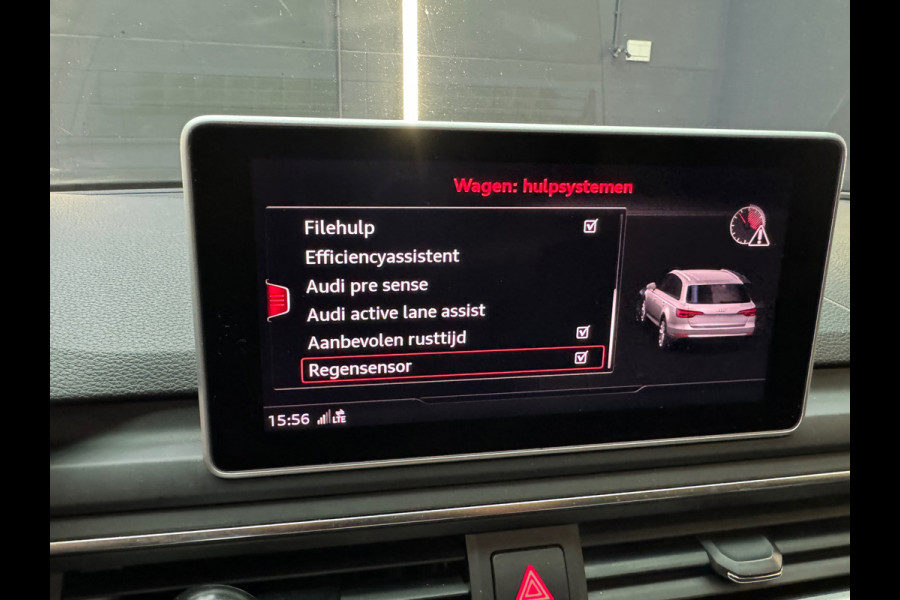 Wagen: hulpsystemen
Filehulp
Efficiencyassistent
Audi pre sense
Audi active lane assist
Aanbevolen rusttijd
Regensensor
15:56 LTE